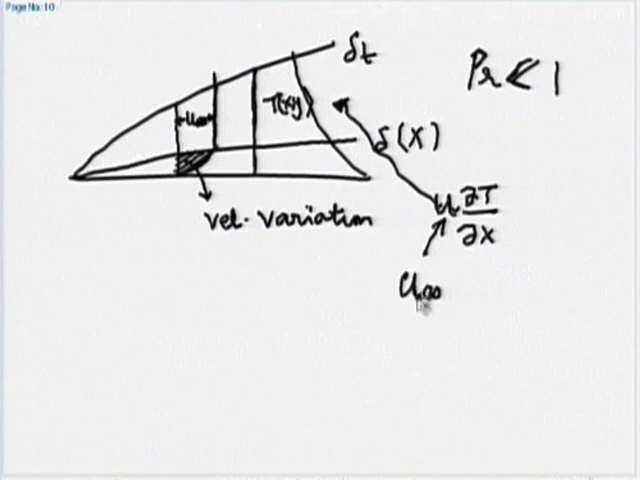 Page No: 10
δt
Pr << 1
u∞
T(x,y)
δ(x)
u ∂T/∂x
vel. variation
u∞